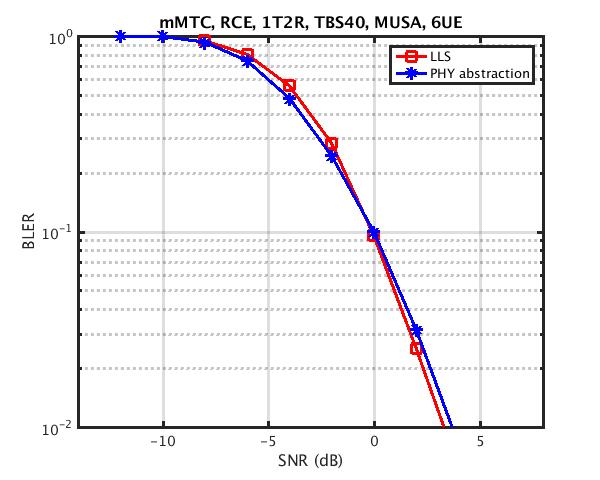 mMTC, RCE, 1T2R, TBS40, MUSA, 6UE
LLS
PHY abstraction
10^0
10^-1
10^-2
BLER
-10
-5
0
5
SNR (dB)